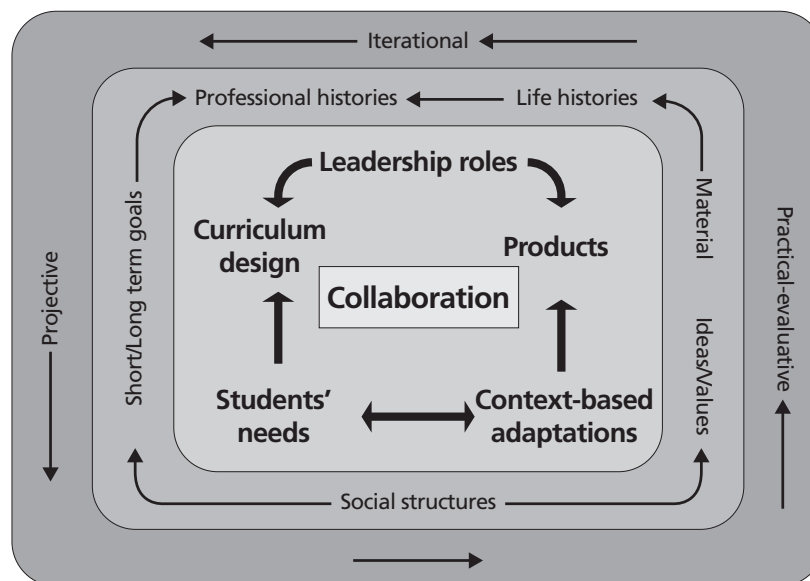 Iterational
Professional histories
Life histories
Leadership roles
Curriculum
design
Products
Collaboration
Students’
needs
Context-based
adaptations
Short/Long term goals
Material
Ideas/Values
Projective
Practical-evaluative
Social structures